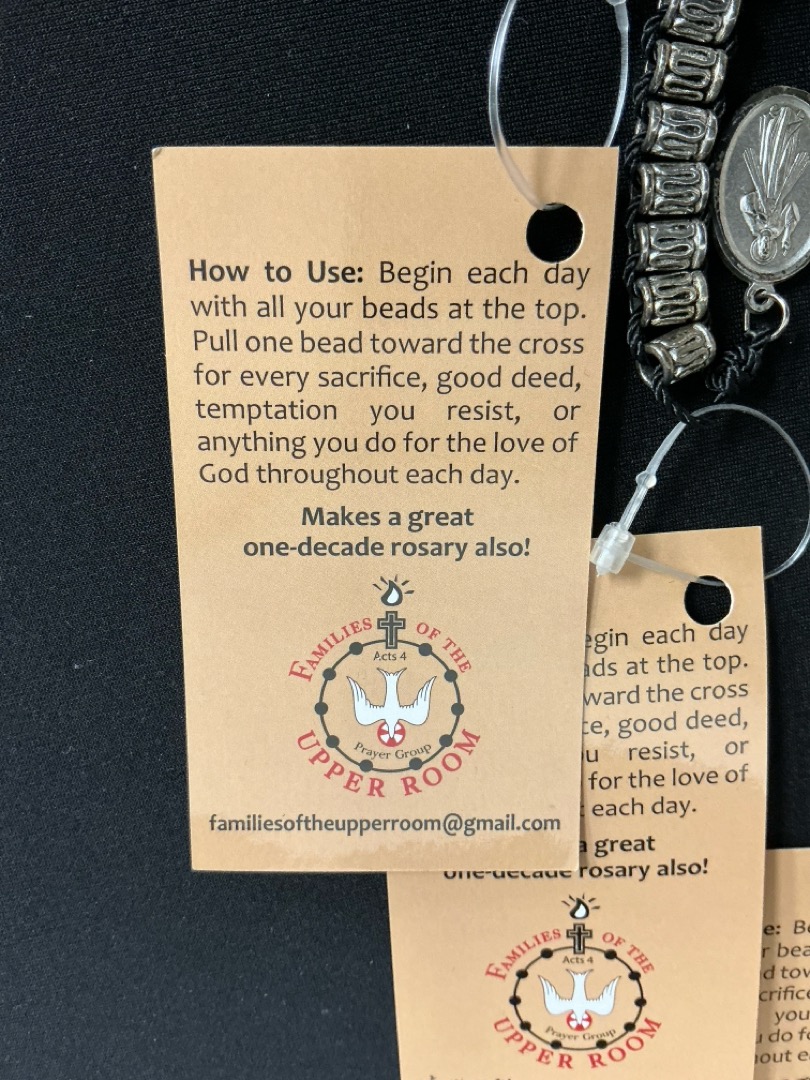 How to Use: Begin each day
with all your beads at the top.
Pull one bead toward the cross
for every sacrifice, good deed,
temptation you resist, or
anything you do for the love of
God throughout each day.
Makes a great
one-decade rosary also!
FAMILIES OF THE
Acts 4
Prayer Group
UPPER ROOM
familiesoftheupperroom@gmail.com
each day
at the top.
the cross
good deed,
resist, or
for the love of
each day.
a great
one-decade rosary also!
FAMILIES OF THE
Acts 4
Prayer Group
UPPER ROOM
you